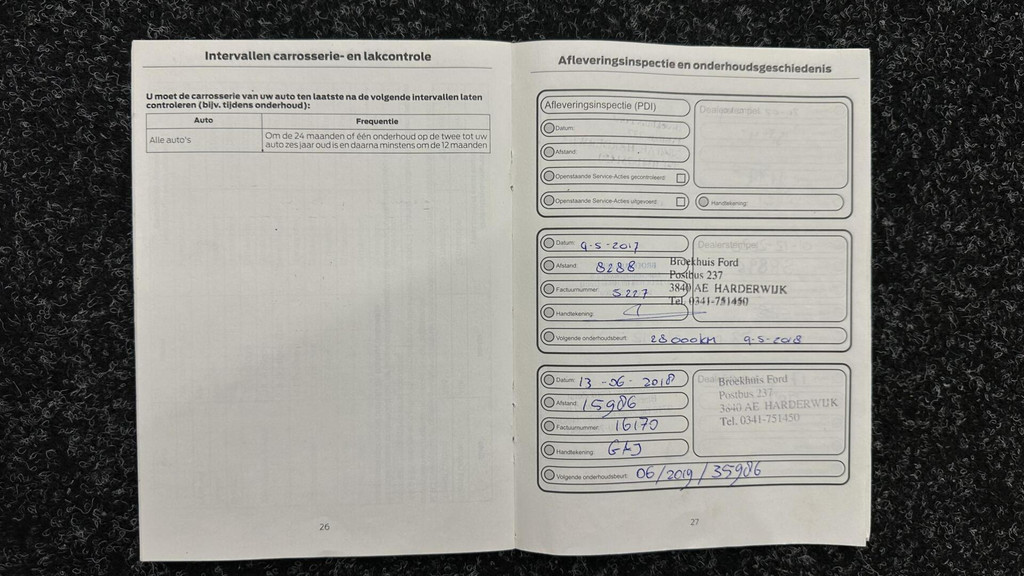 Intervallen carrosserie- en lakcontrole
U moet de carrosserie van uw auto ten laatste na de volgende intervallen laten
controleren (bijv. tijdens onderhoud):
Auto Frequentie
Alle auto's Om de 24 maanden of één onderhoud op de twee tot uw
auto zes jaar oud is en daarna minstens om de 12 maanden
26
Afleveringsinspectie en onderhoudsgeschiedenis
Afleveringsinspectie (PDI)
Datum:
Afstand:
Openstaande Service-Acties gecontroleerd:
Openstaande Service-Acties uitgevoerd:
Handtekening:
Datum: 9-5-2017
Afstand: 8288
Factuurnummer: 5227
Handtekening:
Dealerstempel
Broekhuis Ford
Postbus 237
3840 AE HARDERWIJK
Tel. 0341-751450
Volgende onderhoudsbeurt: 28000km 9-5-2018
Datum: 13-06-2018
Afstand: 15986
Factuurnummer: 16170
Handtekening:
Broekhuis Ford
Postbus 237
3840 AE HARDERWIJK
Tel. 0341-751450
Volgende onderhoudsbeurt: 06/2019/35986
27